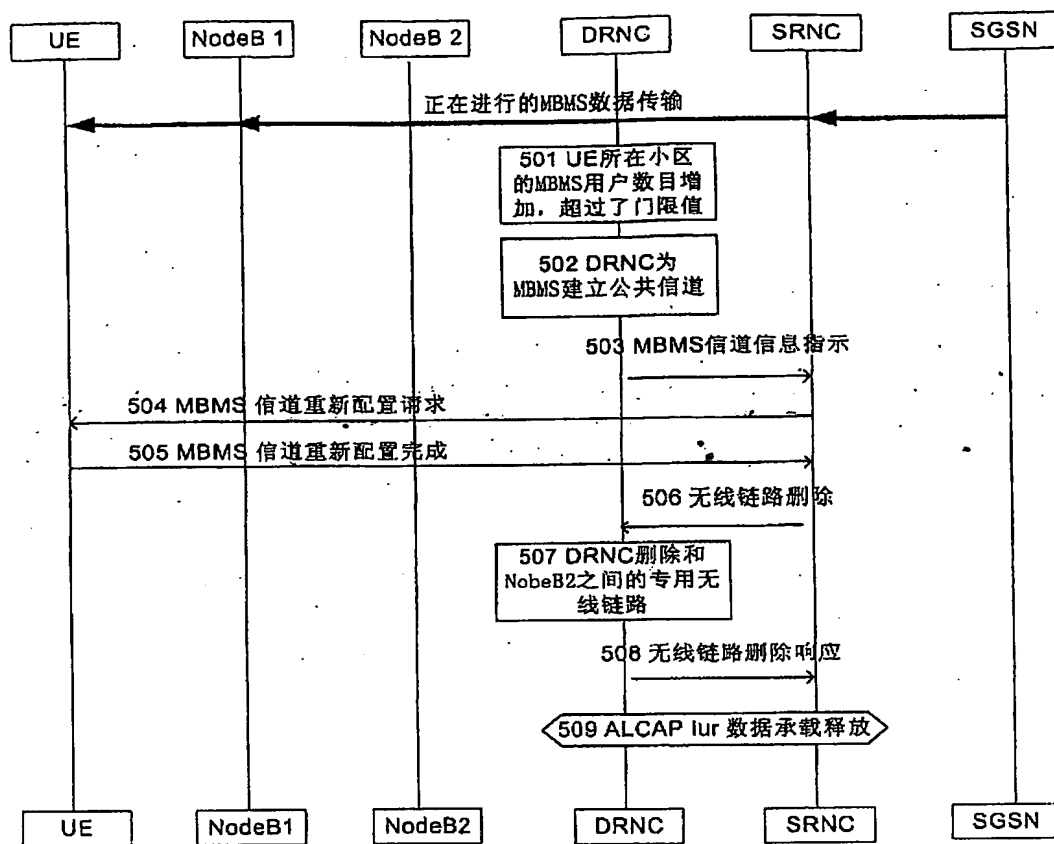 UE NodeB 1 NodeB 2 DRNC SRNC SGSN
正在进行的MBMS数据传输
501 UE所在小区
的MBMS用户数目增
加，超过了门限值
502 DRNC为
MBMS建立公共信道
503 MBMS信道信息指示
504 MBMS 信道重新配置请求
505 MBMS 信道重新配置完成
506 无线链路删除
507 DRNC删除和
NobeB2之间的专用无
线链路
508 无线链路删除响应
509 ALCAP Iur 数据承载释放
UE NodeB1 NodeB2 DRNC SRNC SGSN